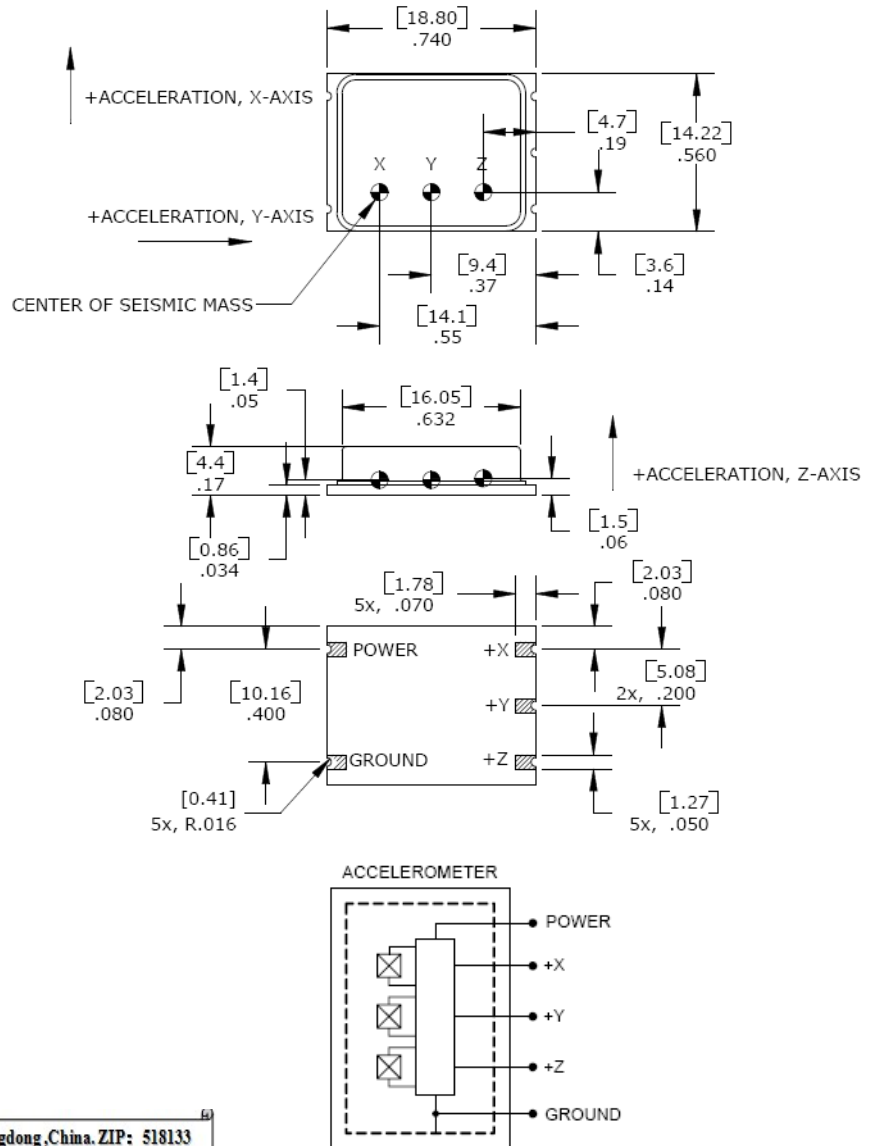 [18.80]
.740
+ACCELERATION, X-AXIS
[4.7]
.19
[14.22]
.560
X Y Z
+ACCELERATION, Y-AXIS
[9.4]
.37
[3.6]
.14
CENTER OF SEISMIC MASS
[14.1]
.55
[1.4]
.05
[16.05]
.632
[4.4]
.17
+ACCELERATION, Z-AXIS
[1.5]
.06
[0.86]
.034
[1.78]
5x, .070
[2.03]
.080
POWER +X
[2.03]
.080
[10.16]
.400
[5.08]
2x, .200
+Y
GROUND +Z
[0.41]
5x, R.016
[1.27]
5x, .050
ACCELEROMETER
POWER
+X
+Y
+Z
GROUND
gdong,China. ZIP: 518133